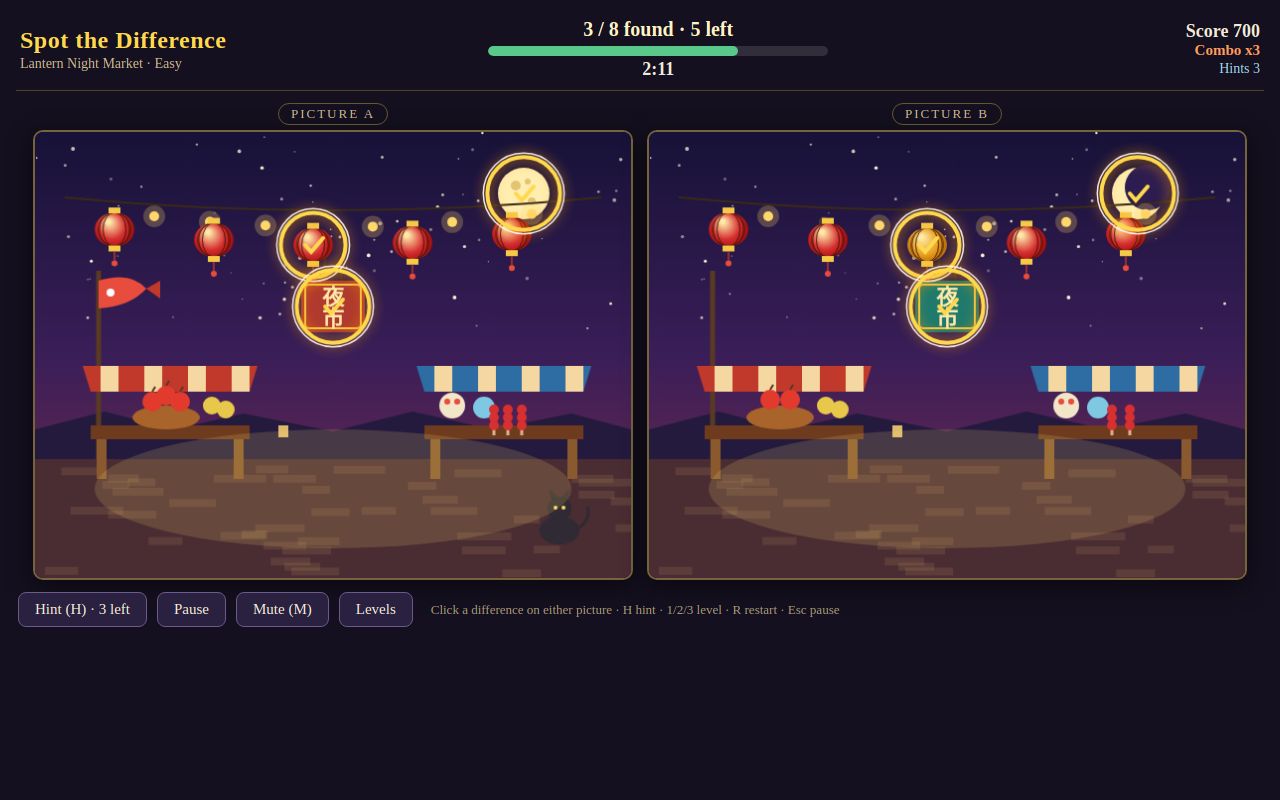 Spot the Difference
Lantern Night Market · Easy
3 / 8 found · 5 left
2:11
Score 700
Combo x3
Hints 3
PICTURE A
PICTURE B
夜
市
夜
市
Hint (H) · 3 left
Pause
Mute (M)
Levels
Click a difference on either picture · H hint · 1/2/3 level · R restart · Esc pause